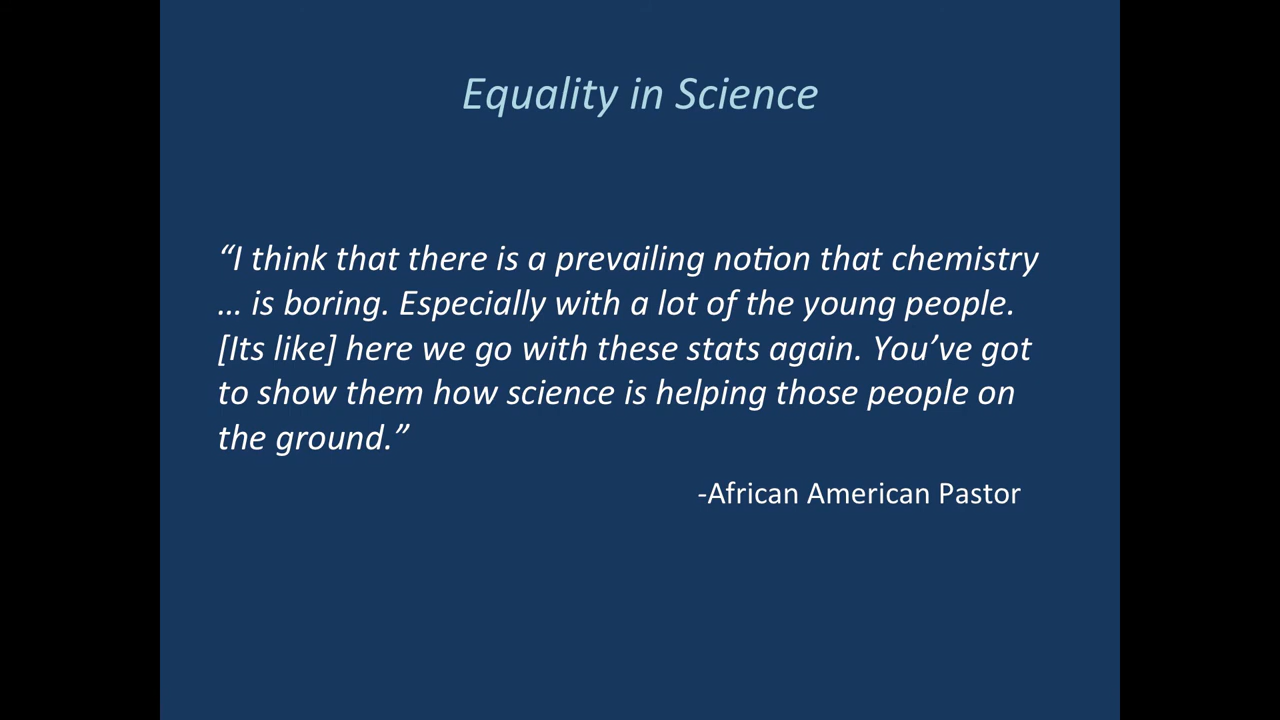 Equality in Science
“I think that there is a prevailing notion that chemistry
… is boring. Especially with a lot of the young people.
[Its like] here we go with these stats again. You’ve got
to show them how science is helping those people on
the ground.”
-African American Pastor